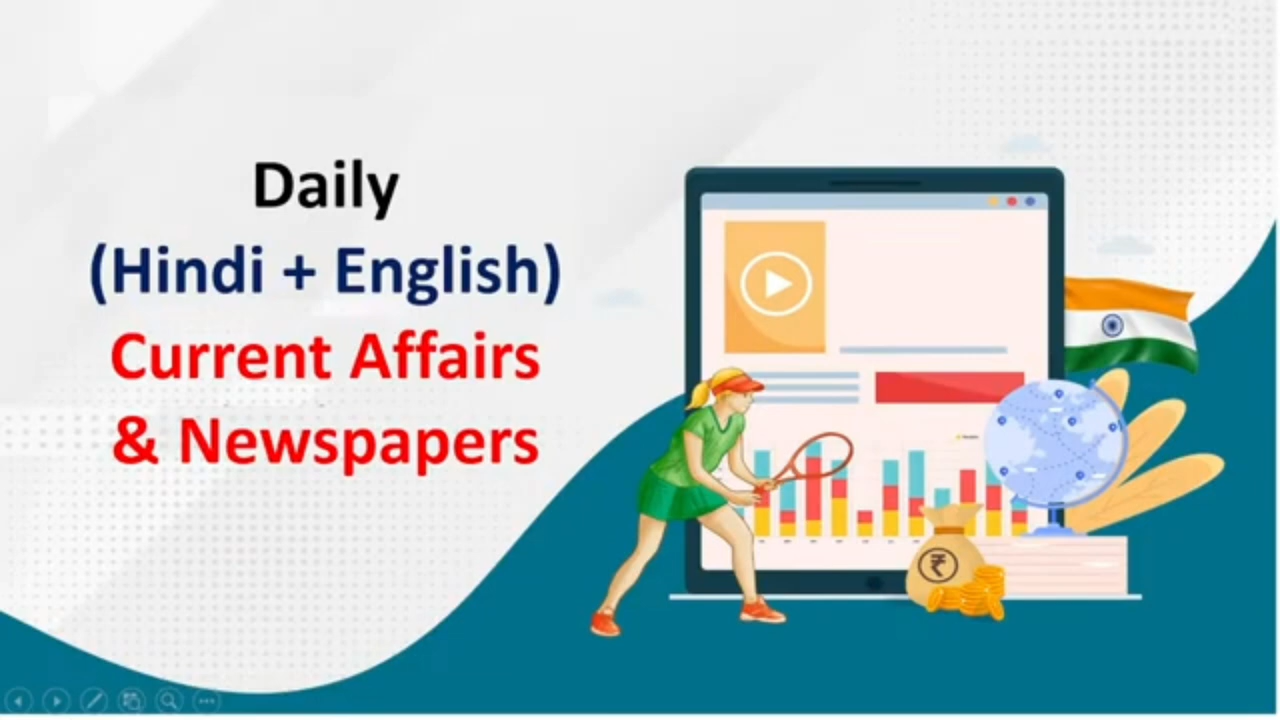 Daily
(Hindi + English)
Current Affairs
& Newspapers
₹